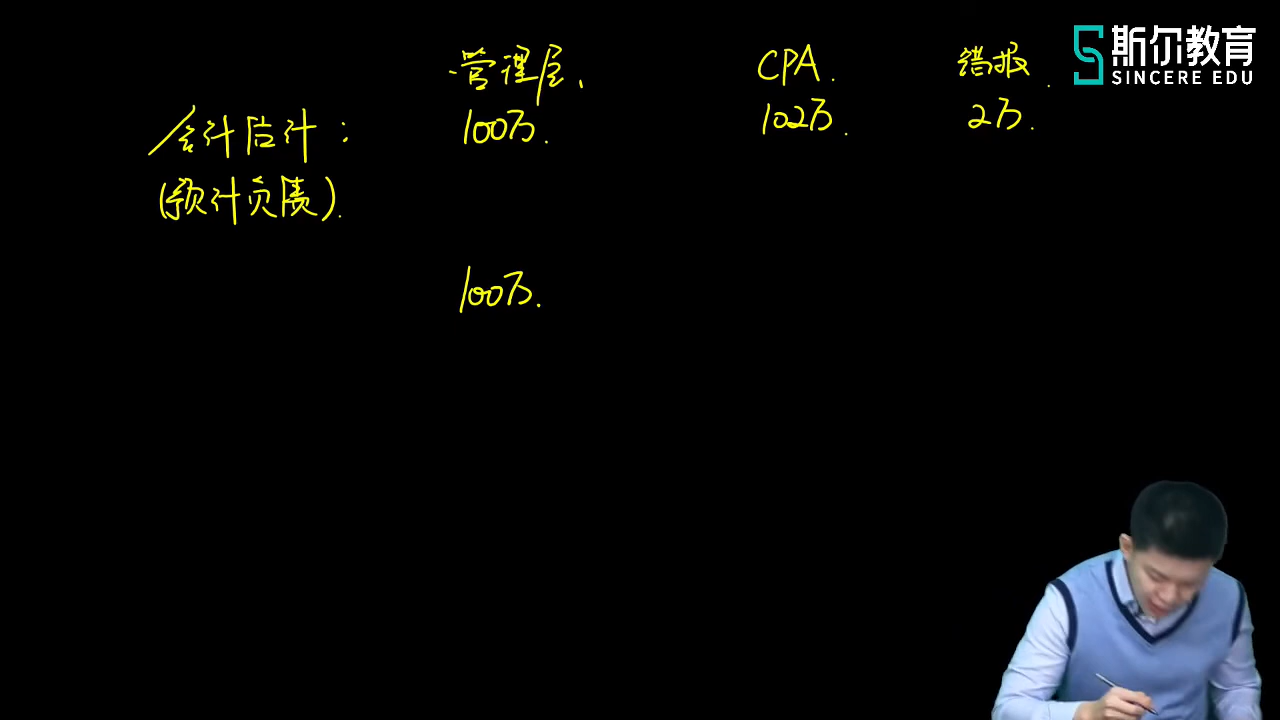 管理层、 CPA. 错报.
会计估计： 100万. 102万. 2万.
(预计负债).
100万.
斯尔教育
SINCERE EDU